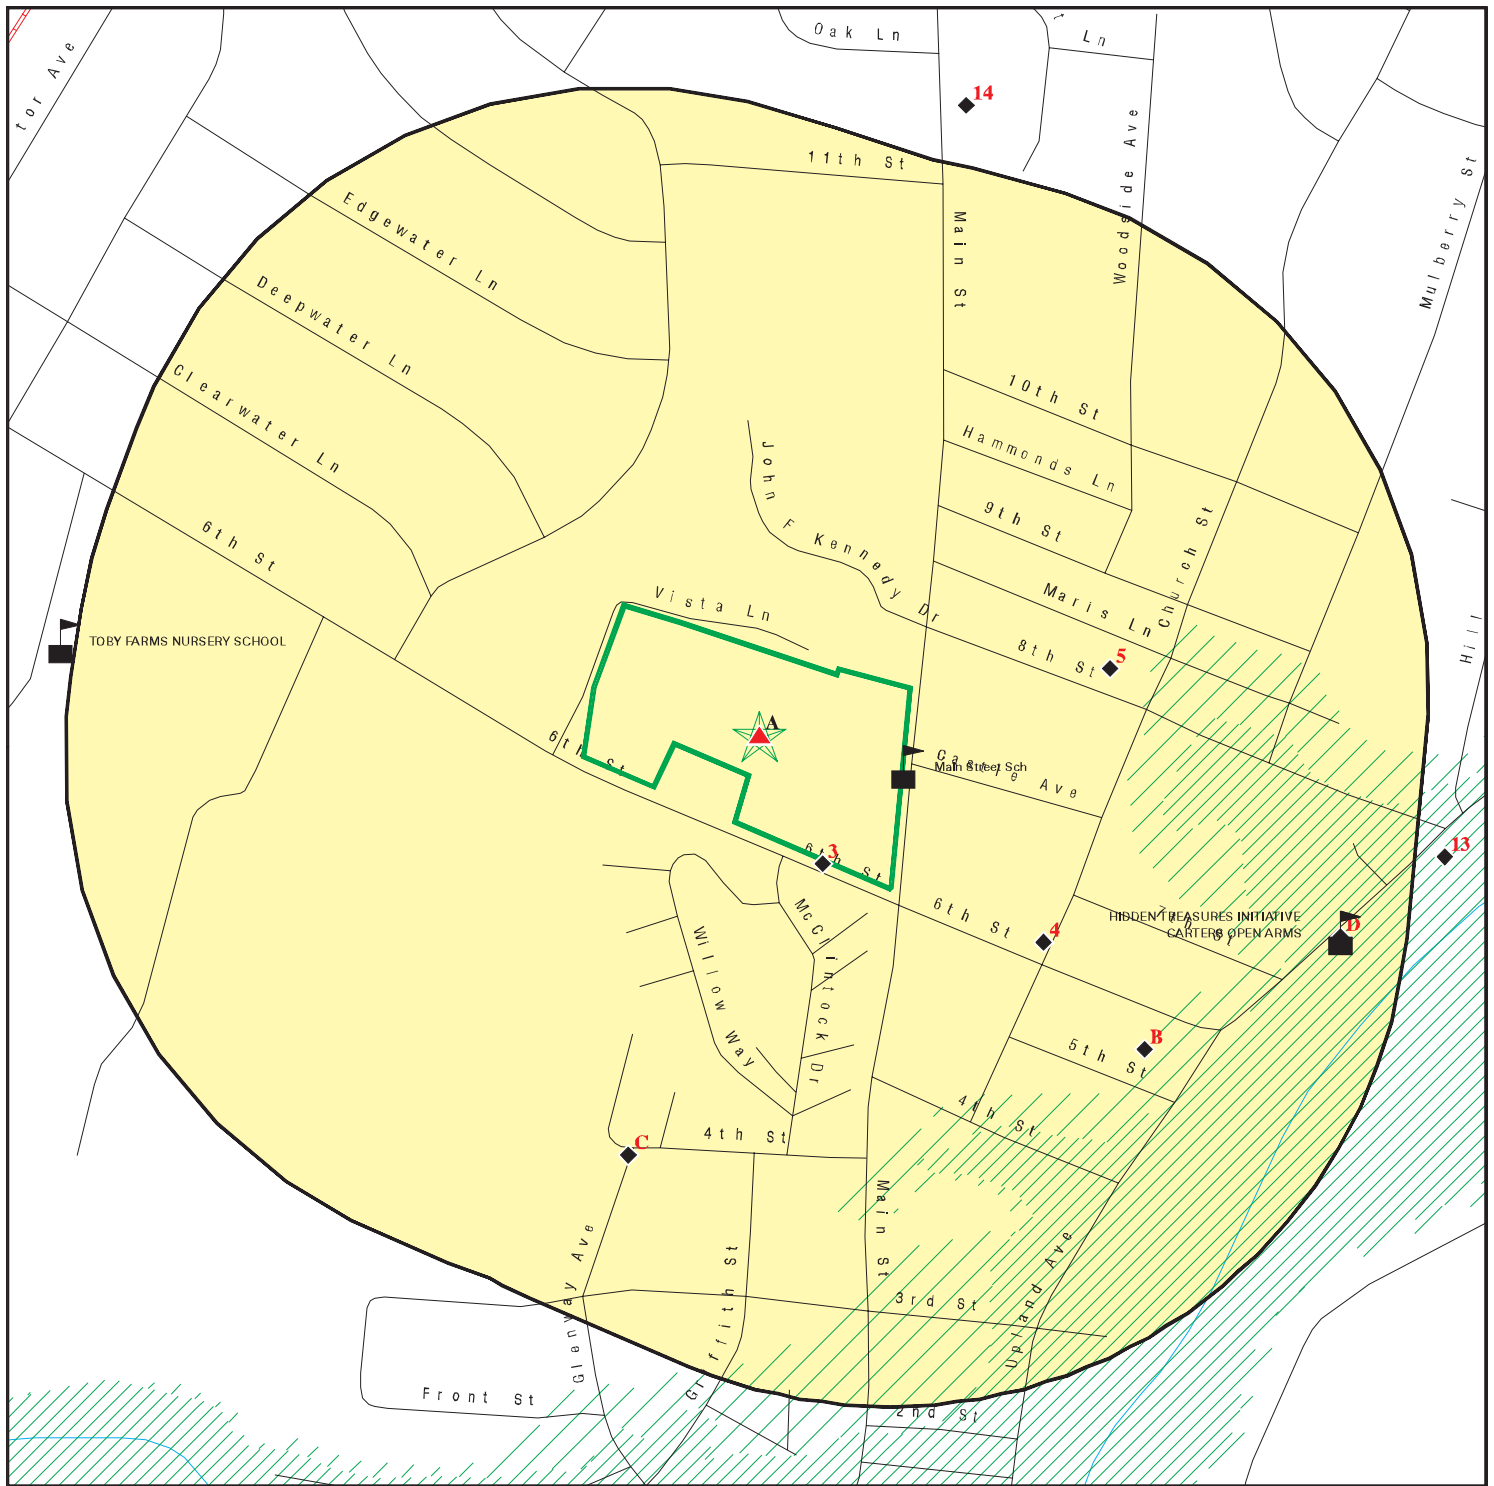 tor Ave
Oak Ln
Ln
14
11th St
Woodside Ave
Mulberry St
Edgewater Ln
Main St
Deepwater Ln
Clearwater Ln
10th St
Hammonds Ln
John F Kennedy Dr
9th St
6th St
Church St
Maris Ln
Vista Ln
TOBY FARMS NURSERY SCHOOL
8th St
5
Hill
A
6th St
Main Street Sch
Ave
3
13
6th St
6th St
McClintock Dr
7th St
HIDDEN TREASURES INITIATIVE
CARTERS OPEN ARMS
D
4
Willow Way
B
5th St
4th St
C
4th St
Main St
Glenway Ave
Griffith St
Upland Ave
3rd St
Front St
2nd St